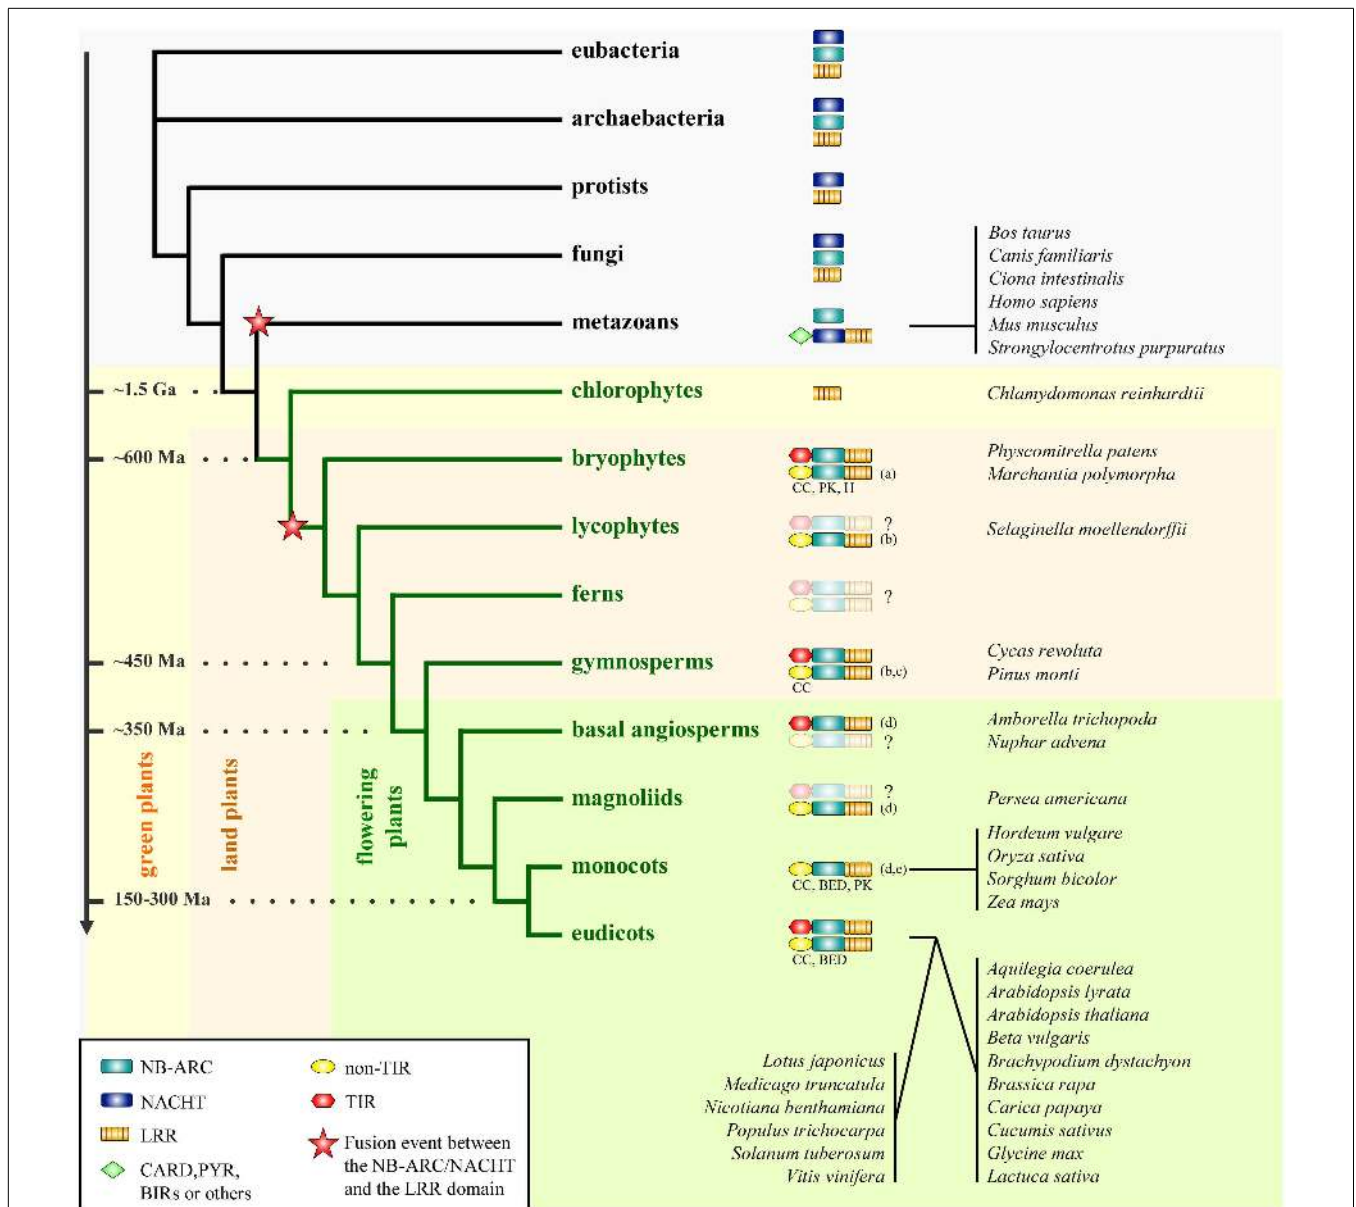 eubacteria
archaebacteria
protists
fungi
Bos taurus
Canis familiaris
Ciona intestinalis
Homo sapiens
metazoans
Mus musculus
Strongylocentrotus purpuratus
~1.5 Ga
chlorophytes
Chlamydomonas reinhardtii
~600 Ma
bryophytes
(a)
CC, PK, H
Physcomitrella patens
Marchantia polymorpha
lycophytes
?
(b)
Selaginella moellendorffii
ferns
?
~450 Ma
gymnosperms
(b,c)
CC
Cycas revoluta
Pinus monti
~350 Ma
basal angiosperms
(d)
?
Amborella trichopoda
Nuphar advena
green plants
land plants
flowering
plants
magnoliids
?
(d)
Persea americana
monocots
(d,e)
CC, BED, PK
Hordeum vulgare
Oryza sativa
Sorghum bicolor
Zea mays
150-300 Ma
eudicots
CC, BED
Aquilegia coerulea
Arabidopsis lyrata
Arabidopsis thaliana
Beta vulgaris
Brachypodium dystachyon
Brassica rapa
Carica papaya
Cucumis sativus
Glycine max
Lactuca sativa
Lotus japonicus
Medicago truncatula
Nicotiana benthamiana
Populus trichocarpa
Solanum tuberosum
Vitis vinifera
NB-ARC
NACHT
LRR
CARD,PYR,
BIRs or others
non-TIR
TIR
Fusion event between
the NB-ARC/NACHT
and the LRR domain